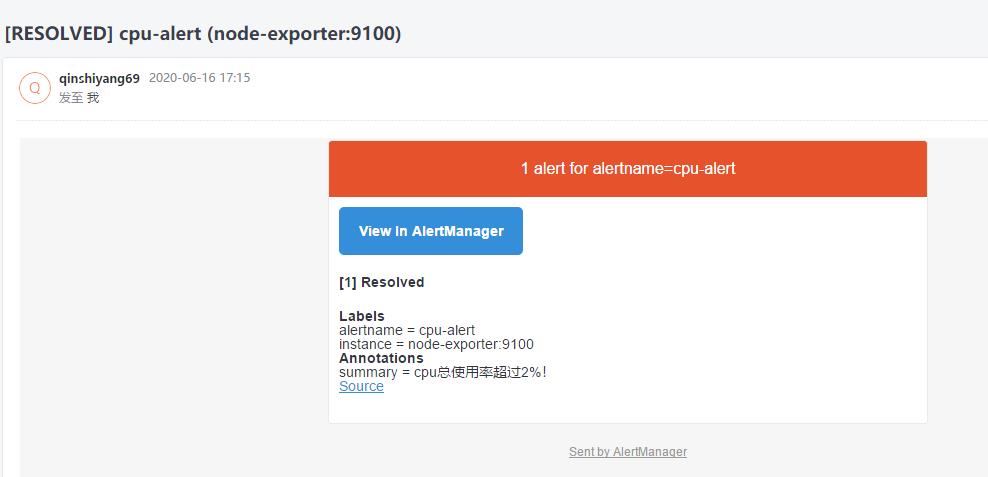 [RESOLVED] cpu-alert (node-exporter:9100)
Q
qinshiyang69 2020-06-16 17:15
发至 我
1 alert for alertname=cpu-alert
View In AlertManager
[1] Resolved
Labels
alertname = cpu-alert
instance = node-exporter:9100
Annotations
summary = cpu总使用率超过2%!
Source
Sent by AlertManager